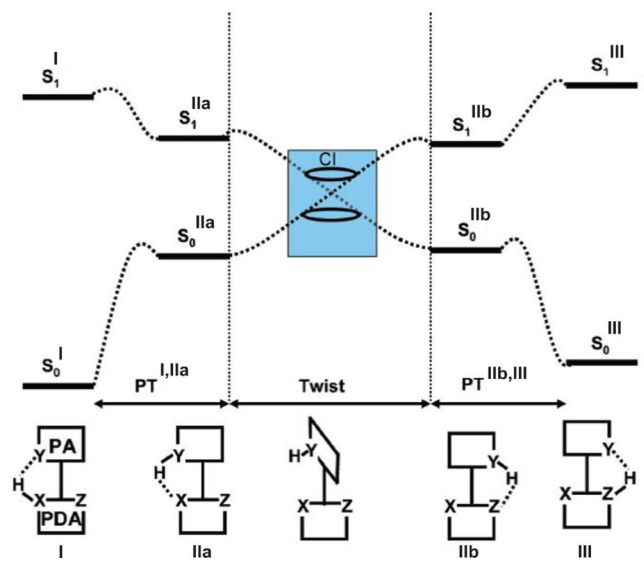 S₁ᴵ
S₁ᴵᴵᴵ
S₁ᴵᴵᵃ
S₁ᴵᴵᵇ
CI
S₀ᴵᴵᵃ
S₀ᴵᴵᵇ
S₀ᴵ
S₀ᴵᴵᴵ
PTᴵ,ᴵᴵᵃ
Twist
PTᴵᴵᵇ,ᴵᴵᴵ
PA
Y
H
X Z
PDA
Y
H
X Z
H Y
X Z
Y
H
X Z
Y
H
X Z
I
IIa
IIb
III